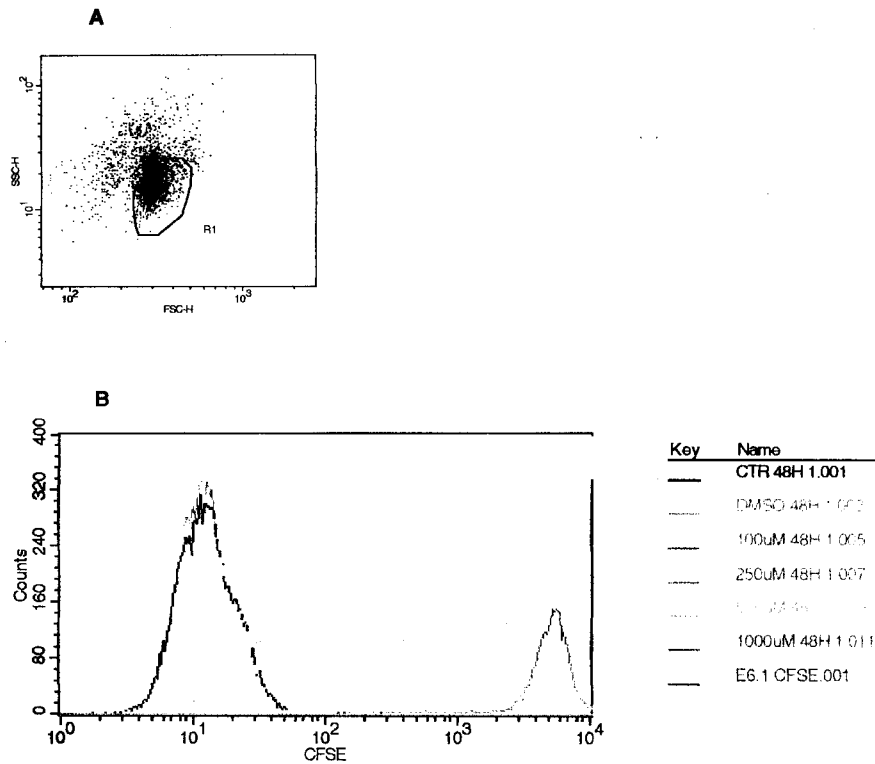 A
SSC-H
10²
10¹
R1
10²
10³
FSC-H
B
Counts
400
320
240
160
80
0
10⁰
10¹
10²
10³
10⁴
CFSE
Key Name
CTR 48H 1.001
DMSO 48H
100uM 48H 1.005
250uM 48H 1.007
1000uM 48H 1.011
E6.1 CFSE.001